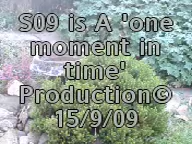 S09 is A 'one
moment in
time'
Production©
15/9/09